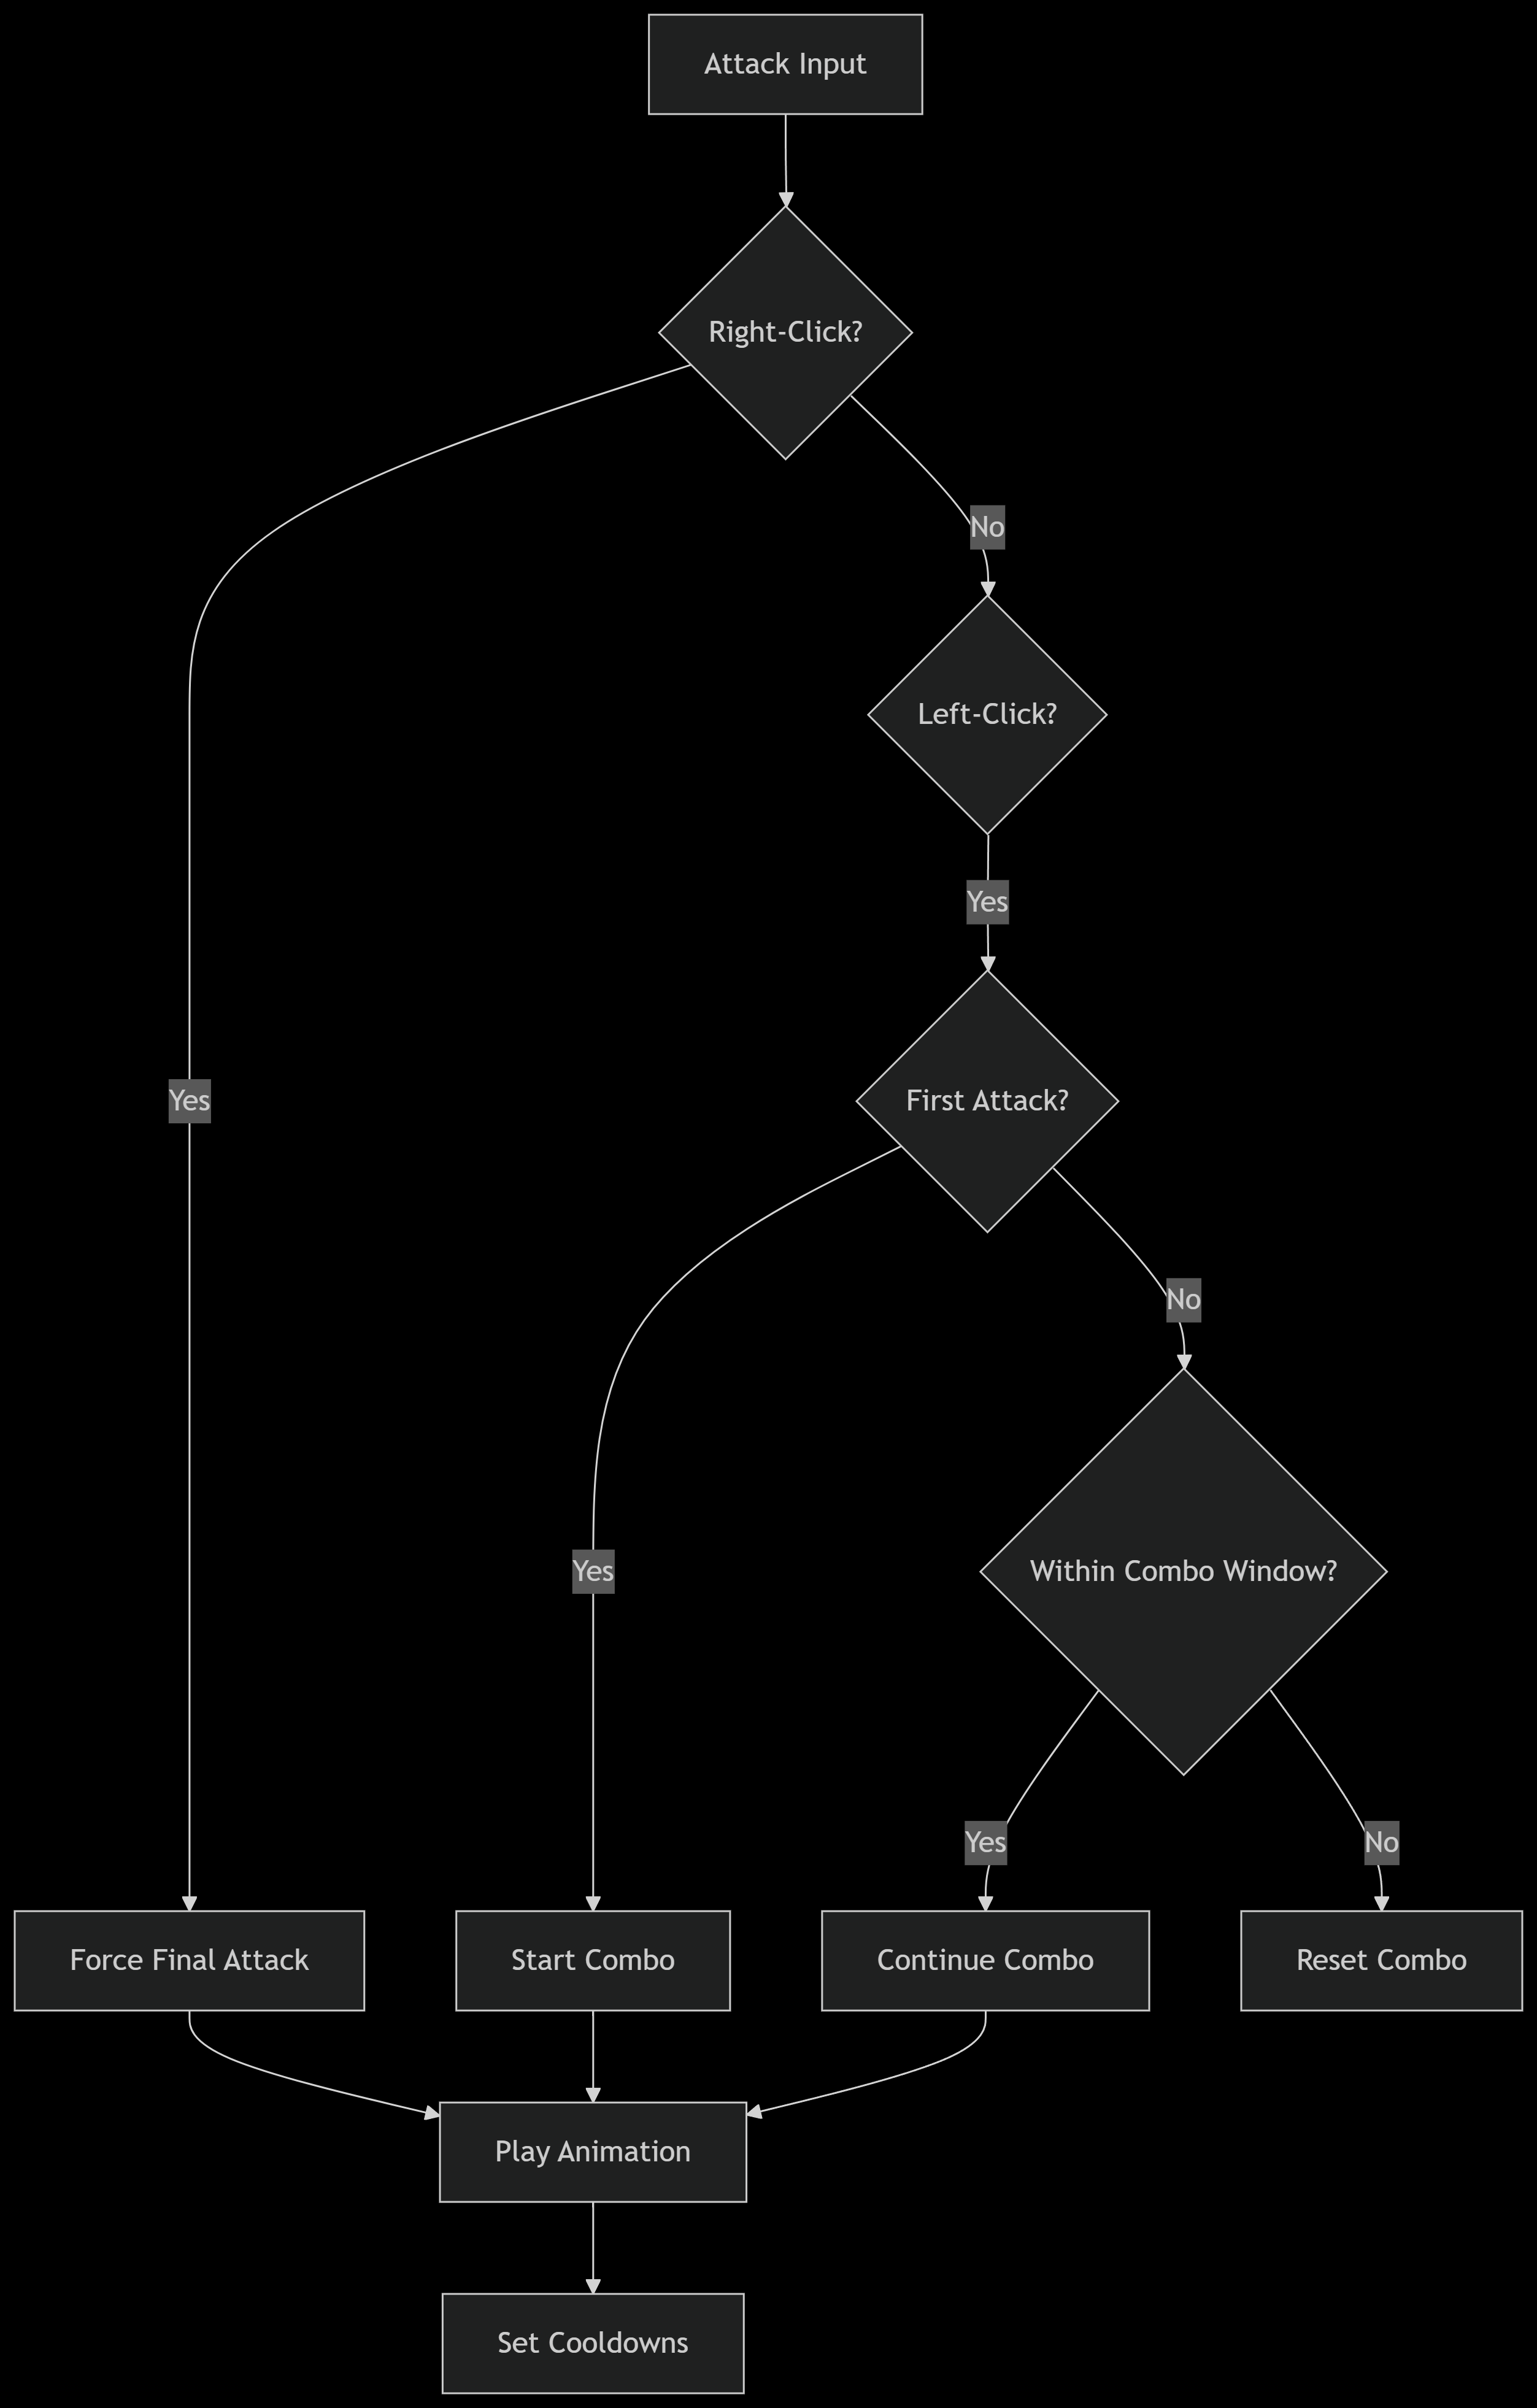 Attack Input
Right-Click?
No
Left-Click?
Yes
Yes
First Attack?
No
Yes
Within Combo Window?
Yes
No
Force Final Attack
Start Combo
Continue Combo
Reset Combo
Play Animation
Set Cooldowns